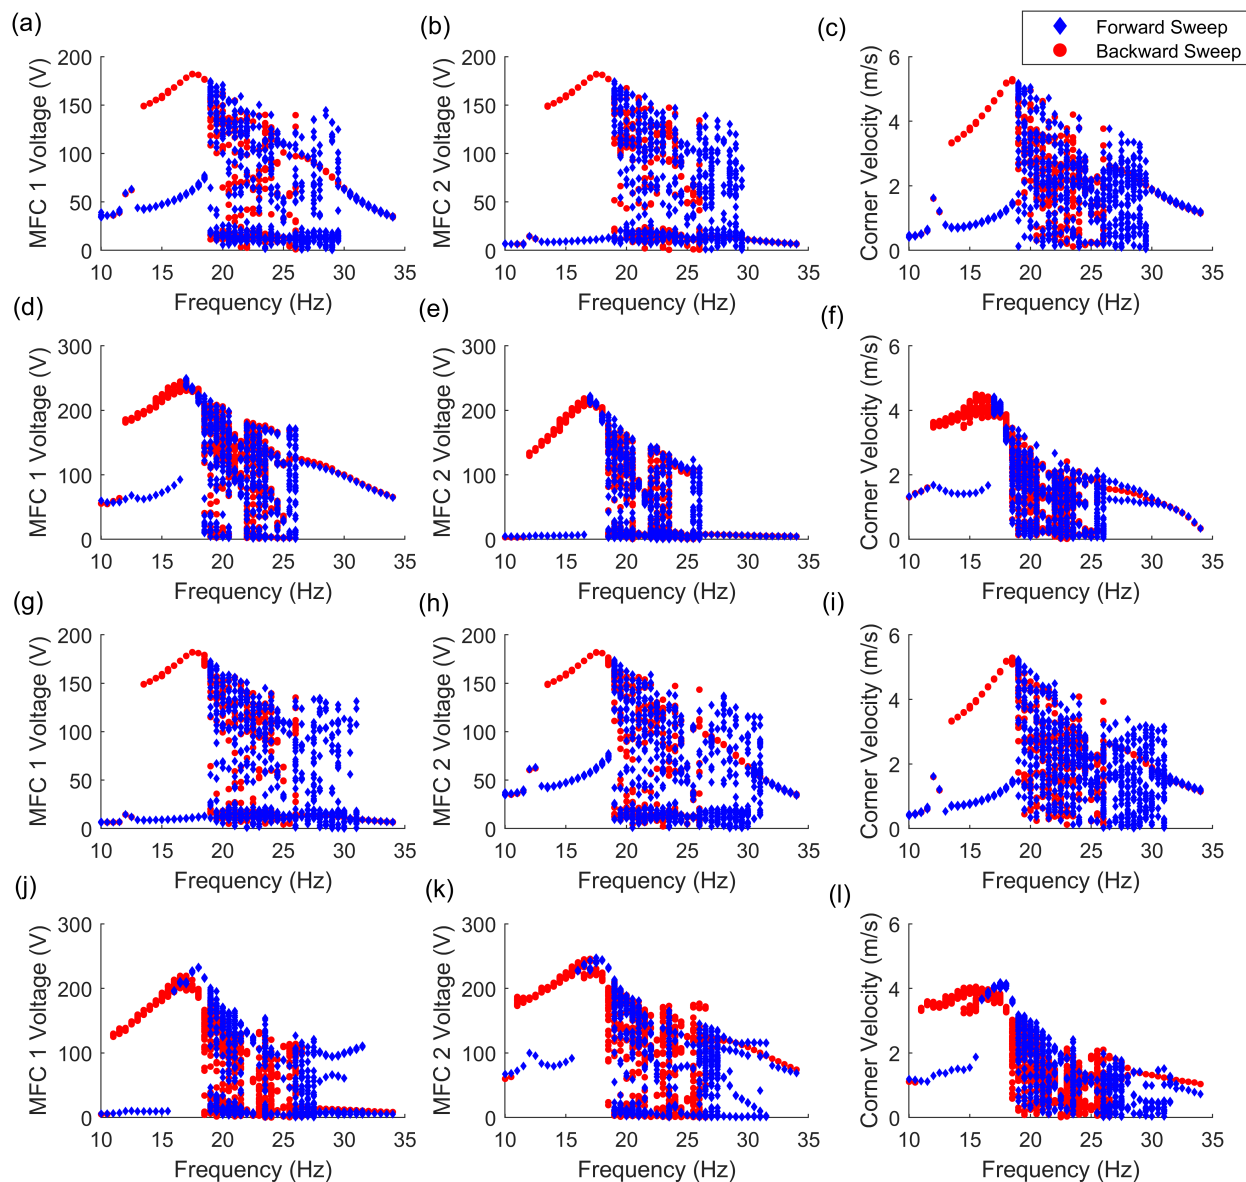 (a) (b) (c) Forward Sweep
Backward Sweep
MFC 1 Voltage (V) 200 150 100 50 0
10 15 20 25 30 35
Frequency (Hz)
MFC 2 Voltage (V) 200 150 100 50 0
10 15 20 25 30 35
Frequency (Hz)
Corner Velocity (m/s) 6 4 2 0
10 15 20 25 30 35
Frequency (Hz)
(d) (e) (f)
MFC 1 Voltage (V) 300 200 100 0
10 15 20 25 30 35
Frequency (Hz)
MFC 2 Voltage (V) 300 200 100 0
10 15 20 25 30 35
Frequency (Hz)
Corner Velocity (m/s) 6 4 2 0
10 15 20 25 30 35
Frequency (Hz)
(g) (h) (i)
MFC 1 Voltage (V) 200 150 100 50 0
10 15 20 25 30 35
Frequency (Hz)
MFC 2 Voltage (V) 200 150 100 50 0
10 15 20 25 30 35
Frequency (Hz)
Corner Velocity (m/s) 6 4 2 0
10 15 20 25 30 35
Frequency (Hz)
(j) (k) (l)
MFC 1 Voltage (V) 300 200 100 0
10 15 20 25 30 35
Frequency (Hz)
MFC 2 Voltage (V) 300 200 100 0
10 15 20 25 30 35
Frequency (Hz)
Corner Velocity (m/s) 6 4 2 0
10 15 20 25 30 35
Frequency (Hz)